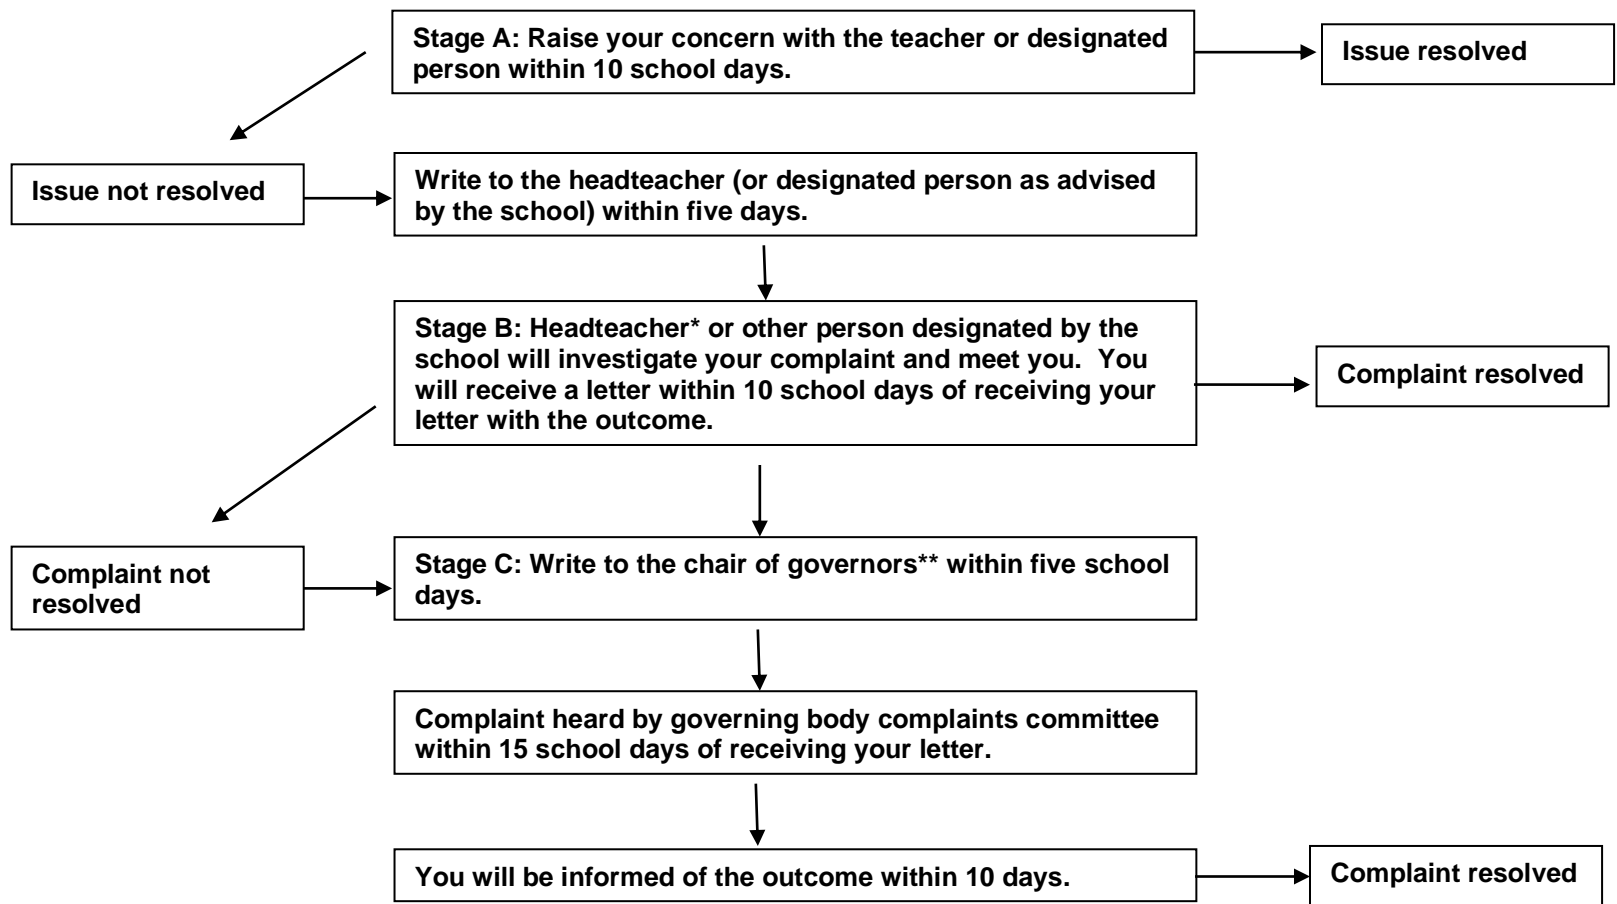 Stage A: Raise your concern with the teacher or designated
person within 10 school days.
Issue resolved
Issue not resolved
Write to the headteacher (or designated person as advised
by the school) within five days.
Stage B: Headteacher* or other person designated by the
school will investigate your complaint and meet you.  You
will receive a letter within 10 school days of receiving your
letter with the outcome.
Complaint resolved
Complaint not
resolved
Stage C: Write to the chair of governors** within five school
days.
Complaint heard by governing body complaints committee
within 15 school days of receiving your letter.
You will be informed of the outcome within 10 days.
Complaint resolved